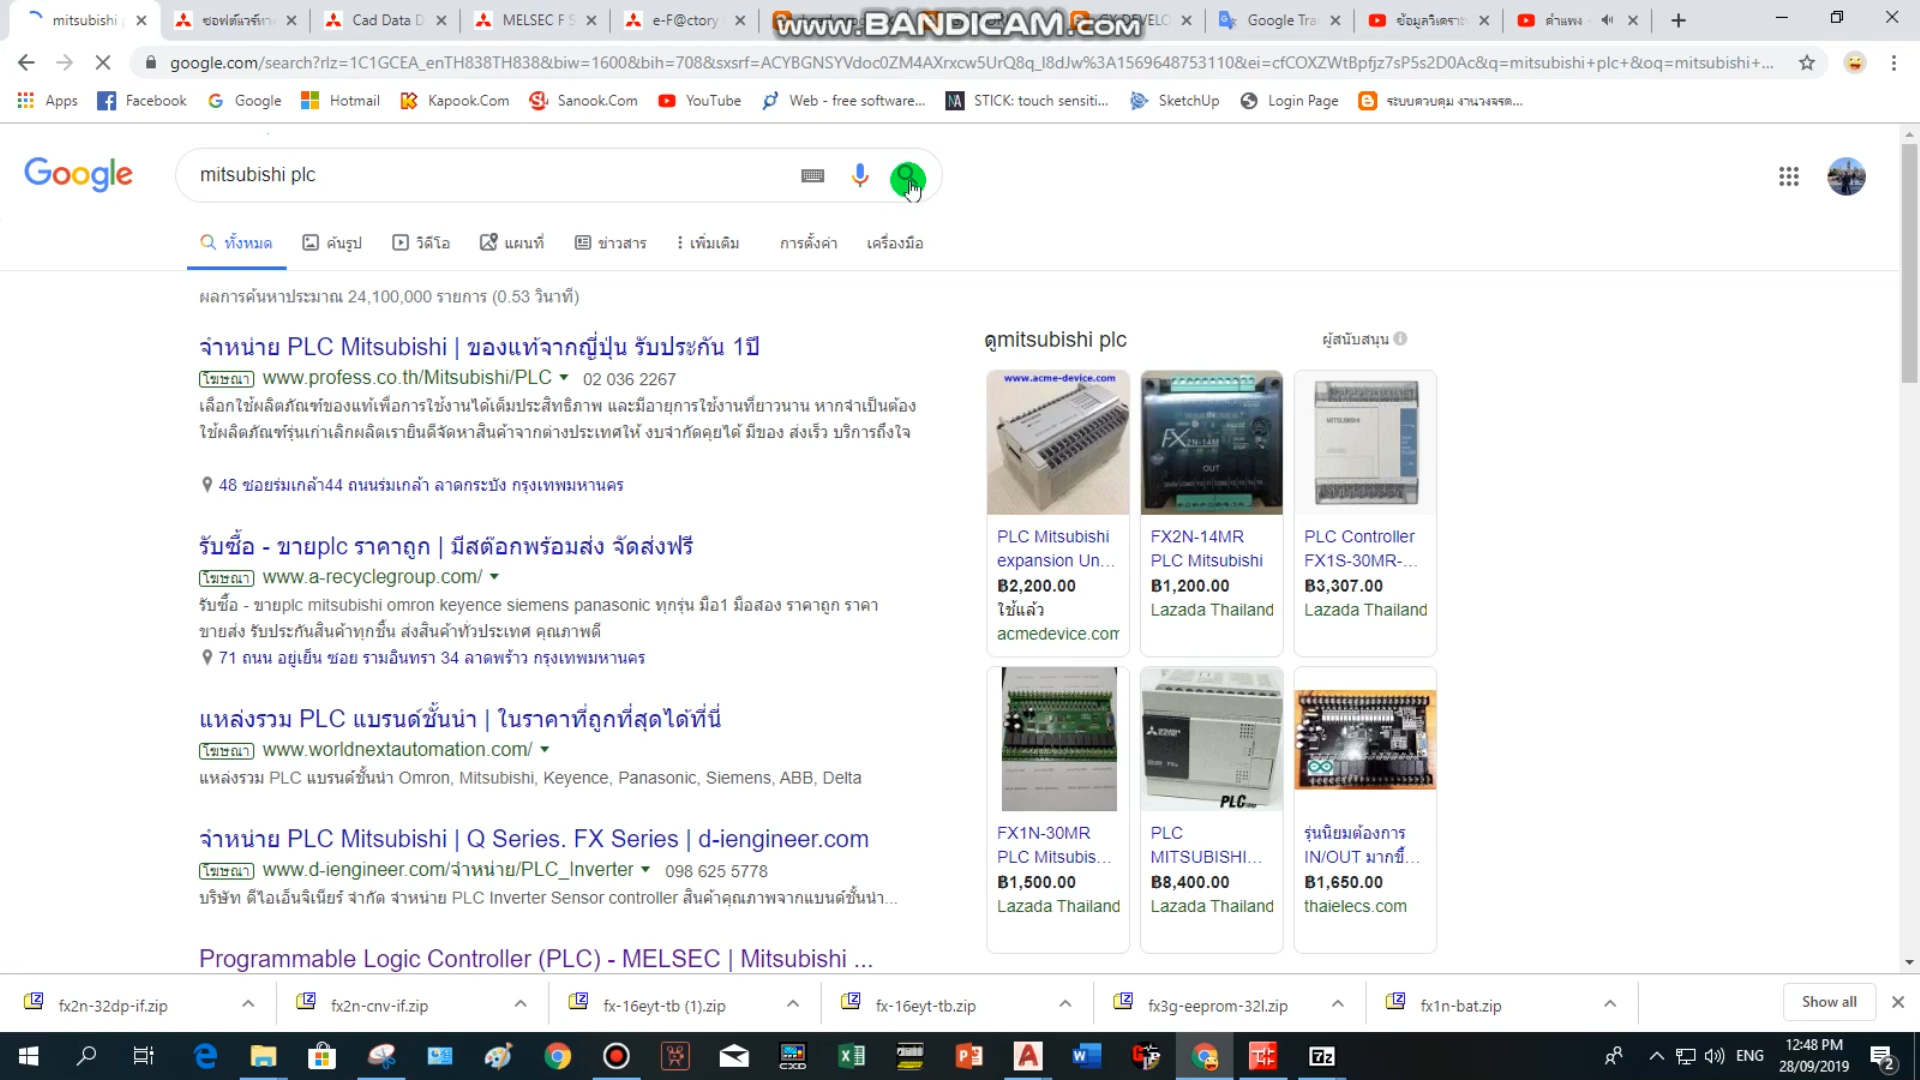 mitsubishi
ซอฟต์แวร์หา
Cad Data D
MELSEC F S
e-F@ctory
GX DEVELO
Google Tra
ข้อมูลวิเคราะ
ลำแพง
www.BANDICAM.com
google.com/search?rlz=1C1GCEA_enTH838TH838&biw=1600&bih=708&sxsrf=ACYBGNSYVdoc0ZM4AXrxcw5UrQ8q_I8dJw%3A1569648753110&ei=cfCOXZWtBpfjz7sP5s2D0Ac&q=mitsubishi+plc+&oq=mitsubishi+...
Apps
Facebook
Google
Hotmail
Kapook.Com
Sanook.Com
YouTube
Web - free software...
STICK: touch sensiti...
SketchUp
Login Page
ระบบควบคุม งานวงจรด...
Google
mitsubishi plc
ทั้งหมด
ค้นรูป
วิดีโอ
แผนที่
ข่าวสาร
เพิ่มเติม
การตั้งค่า
เครื่องมือ
ผลการค้นหาประมาณ 24,100,000 รายการ (0.53 วินาที)
จำหน่าย PLC Mitsubishi | ของแท้จากญี่ปุ่น รับประกัน 1ปี
โฆษณา www.profess.co.th/Mitsubishi/PLC 02 036 2267
เลือกใช้ผลิตภัณฑ์ของแท้เพื่อการใช้งานได้เต็มประสิทธิภาพ และมีอายุการใช้งานที่ยาวนาน หากจำเป็นต้อง
ใช้ผลิตภัณฑ์รุ่นเก่าเลิกผลิตเรายินดีจัดหาสินค้าจากต่างประเทศให้ งบจำกัดคุยได้ มีของ ส่งเร็ว บริการถึงใจ
48 ซอยร่มเกล้า44 ถนนร่มเกล้า ลาดกระบัง กรุงเทพมหานคร
รับซื้อ - ขายplc ราคาถูก | มีสต๊อกพร้อมส่ง จัดส่งฟรี
โฆษณา www.a-recyclegroup.com/
รับซื้อ - ขายplc mitsubishi omron keyence siemens panasonic ทุกรุ่น มือ1 มือสอง ราคาถูก ราคา
ขายส่ง รับประกันสินค้าทุกชิ้น ส่งสินค้าทั่วประเทศ คุณภาพดี
71 ถนน อยู่เย็น ซอย รามอินทรา 34 ลาดพร้าว กรุงเทพมหานคร
แหล่งรวม PLC แบรนด์ชั้นนำ | ในราคาที่ถูกที่สุดได้ที่นี่
โฆษณา www.worldnextautomation.com/
แหล่งรวม PLC แบรนด์ชั้นนำ Omron, Mitsubishi, Keyence, Panasonic, Siemens, ABB, Delta
จำหน่าย PLC Mitsubishi | Q Series. FX Series | d-iengineer.com
โฆษณา www.d-iengineer.com/จำหน่าย/PLC_Inverter 098 625 5778
บริษัท ดีไอเอ็นจิเนียร์ จำกัด จำหน่าย PLC Inverter Sensor controller สินค้าคุณภาพจากแบนด์ชั้นนำ...
Programmable Logic Controller (PLC) - MELSEC | Mitsubishi ...
ดูmitsubishi plc
ผู้สนับสนุน
www.acme-device.com
FX2N-14M
OUT
MITSUBISHI
PLC Mitsubishi
expansion Un...
฿2,200.00
ใช้แล้ว
acmedevice.com
FX2N-14MR
PLC Mitsubishi
฿1,200.00
Lazada Thailand
PLC Controller
FX1S-30MR-...
฿3,307.00
Lazada Thailand
PLC
FX1N-30MR
PLC Mitsubis...
฿1,500.00
Lazada Thailand
PLC
MITSUBISHI...
฿8,400.00
Lazada Thailand
รุ่นนิยมต้องการ
IN/OUT มากขึ้...
฿1,650.00
thaielecs.com
fx2n-32dp-if.zip
fx2n-cnv-if.zip
fx-16eyt-tb (1).zip
fx-16eyt-tb.zip
fx3g-eeprom-32l.zip
fx1n-bat.zip
Show all
ENG
12:48 PM
28/09/2019
2